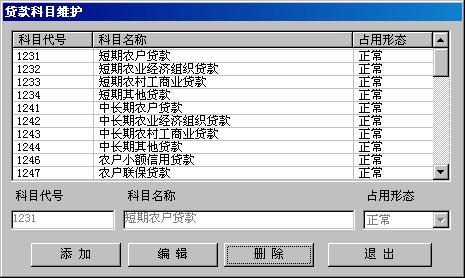 贷款科目维护
科目代号 科目名称 占用形态
1231 短期农户贷款 正常
1232 短期农业经济组织贷款 正常
1233 短期农村工商业贷款 正常
1234 短期其他贷款 正常
1241 中长期农户贷款 正常
1242 中长期农业经济组织贷款 正常
1243 中长期农村工商业贷款 正常
1244 中长期其他贷款 正常
1246 农户小额信用贷款 正常
1247 农户联保贷款 正常
科目代号 科目名称 占用形态
1231 短期农户贷款 正常
添 加 编 辑 删 除 退 出